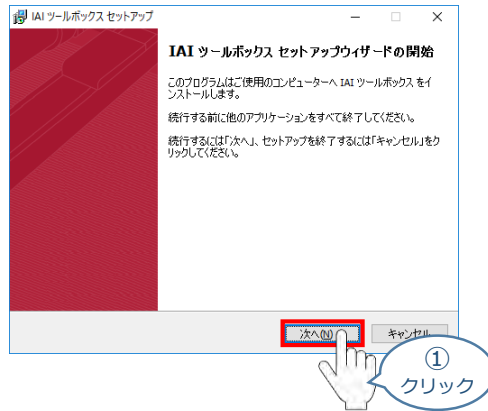 IAI ツールボックス セットアップ
IAI ツールボックス セットアップウィザードの開始
このプログラムはご使用のコンピューターへ IAI ツールボックス をイ
ンストールします。
続行する前に他のアプリケーションをすべて終了してください。
続行するには「次へ」、セットアップを終了するには「キャンセル」をク
リックしてください。
次へ(N)
キャンセル
①
クリック